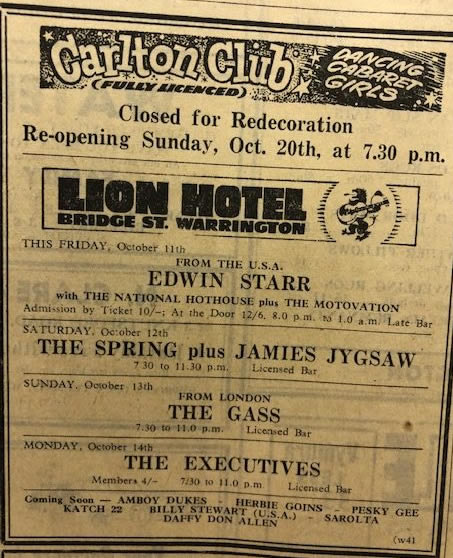 Carlton Club
(FULLY LICENCED)
DANCING
CABARET
GIRLS
Closed for Redecoration
Re-opening Sunday, Oct. 20th, at 7.30 p.m.
LION HOTEL
BRIDGE ST. WARRINGTON
THIS FRIDAY, October 11th
FROM THE U.S.A.
EDWIN STARR
with THE NATIONAL HOTHOUSE plus THE MOTOVATION
Admission by Ticket 10/-; At the Door 12/6, 8.0 p.m. to 1.0 a.m. Late Bar
SATURDAY, October 12th
THE SPRING plus JAMIES JYGSAW
7 30 to 11.30 p.m. Licensed Bar
SUNDAY, October 13th
FROM LONDON
THE GASS
7.30 to 11.0 p.m. Licensed Bar
MONDAY, October 14th
THE EXECUTIVES
Members 4/- 7/30 to 11.0 p.m. Licensed Bar
Coming Soon — AMBOY DUKES - HERBIE GOINS - PESKY GEE
KATCH 22 - BILLY STEWART (U.S.A.) - SAROLTA
DAFFY DON ALLEN
(w41